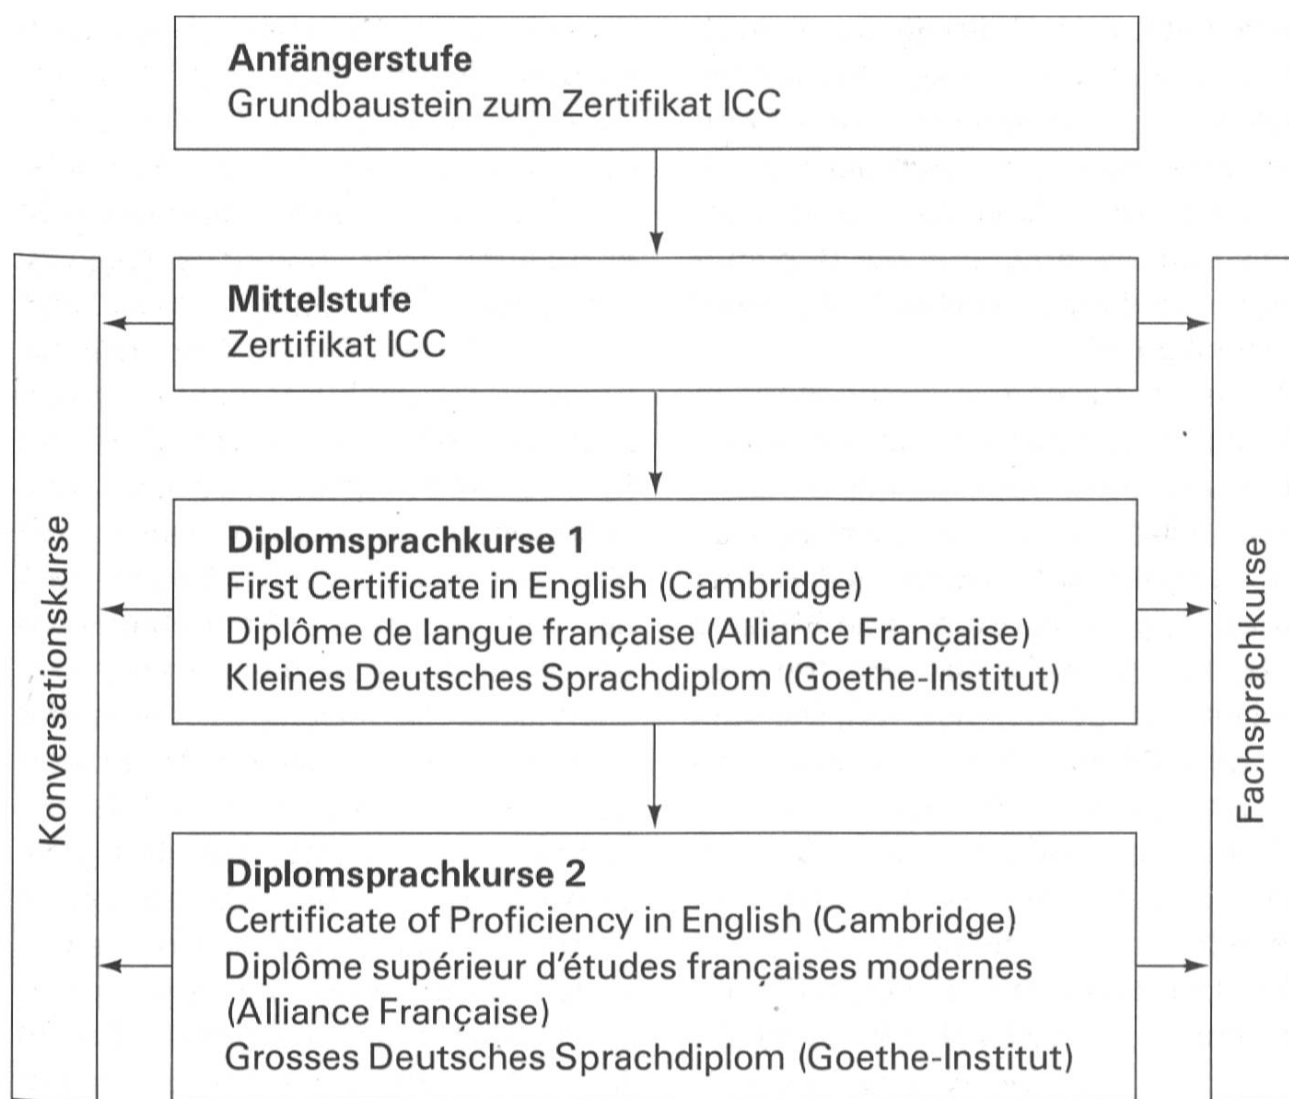 Anfängerstufe
Grundbaustein zum Zertifikat ICC
Mittelstufe
Zertifikat ICC
Konversationskurse
Diplomsprachkurse 1
First Certificate in English (Cambridge)
Diplôme de langue française (Alliance Française)
Kleines Deutsches Sprachdiplom (Goethe-Institut)
Fachsprachkurse
Diplomsprachkurse 2
Certificate of Proficiency in English (Cambridge)
Diplôme supérieur d'études françaises modernes
(Alliance Française)
Grosses Deutsches Sprachdiplom (Goethe-Institut)